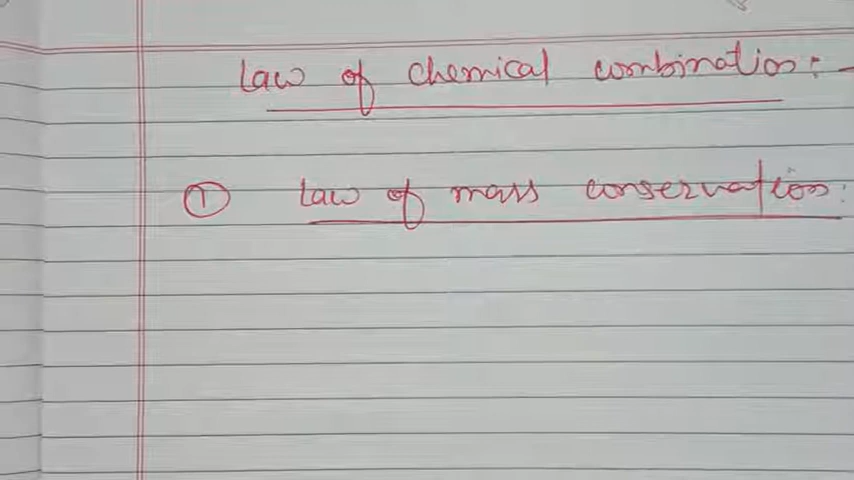 Law of chemical combination:-
① Law of mass conservation: